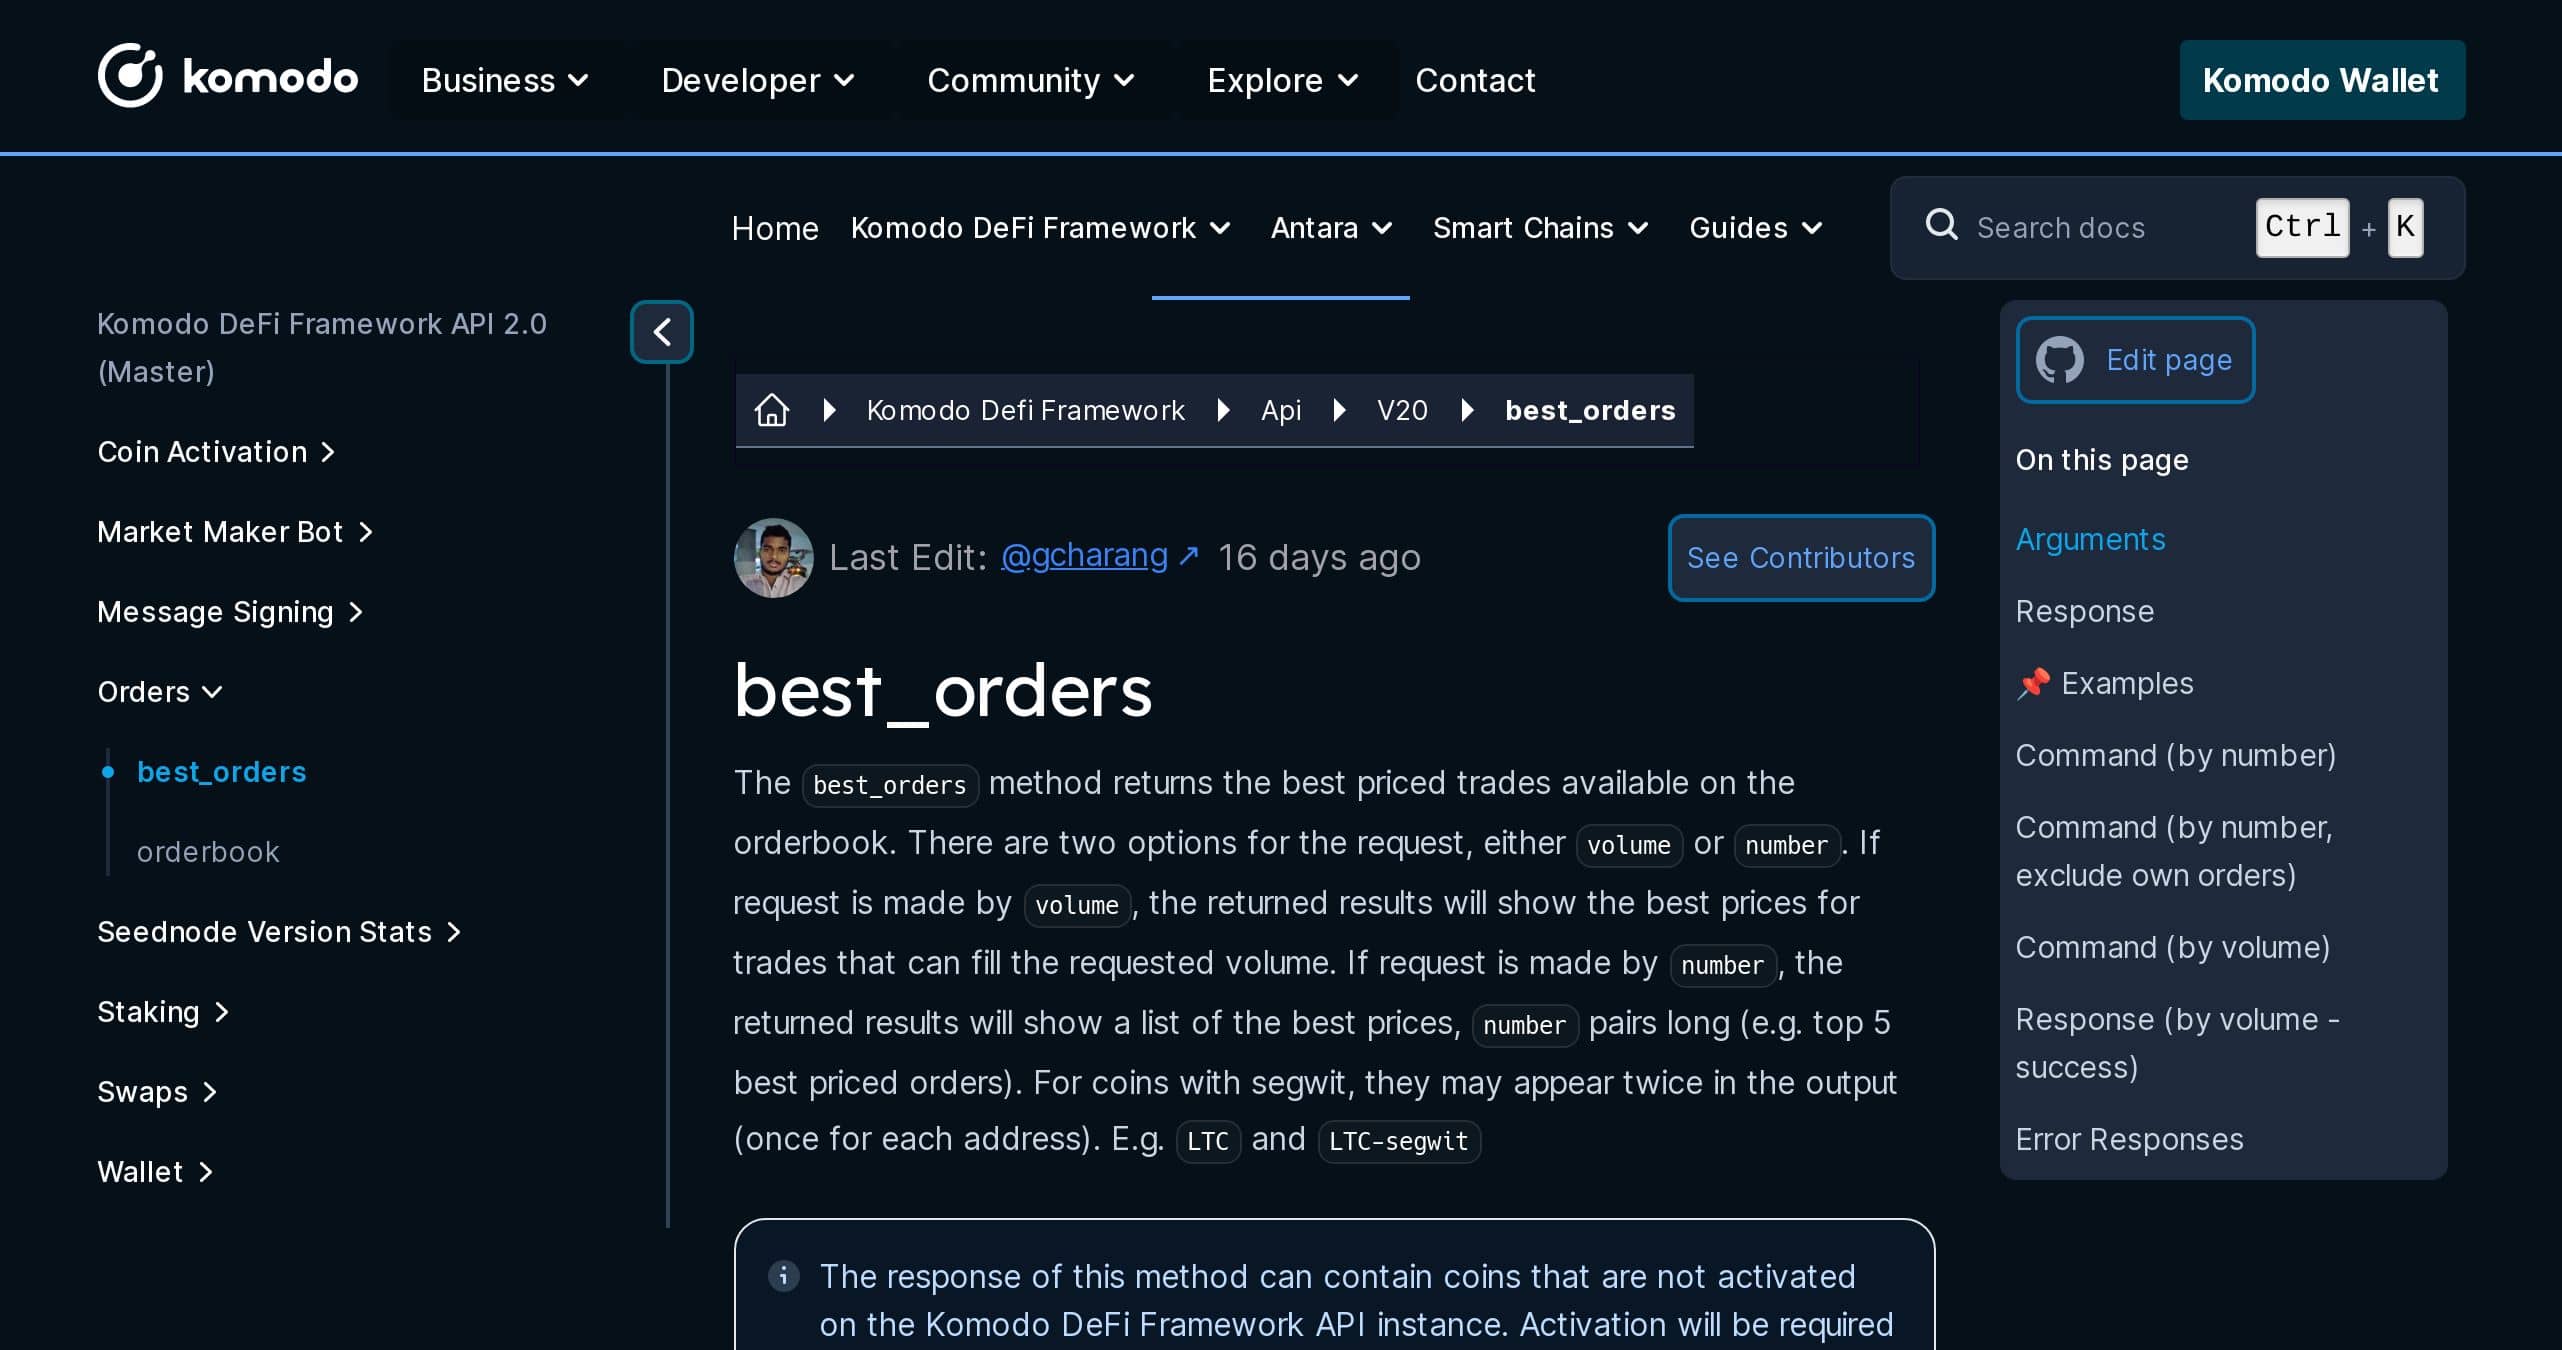 komodo Business Developer Community Explore Contact Komodo Wallet
Home Komodo DeFi Framework Antara Smart Chains Guides Search docs Ctrl + K
Komodo DeFi Framework API 2.0
(Master)
Coin Activation
Market Maker Bot
Message Signing
Orders
best_orders
orderbook
Seednode Version Stats
Staking
Swaps
Wallet
Komodo Defi Framework Api V20 best_orders
Last Edit: @gcharang ↗ 16 days ago See Contributors
best_orders
The best_orders method returns the best priced trades available on the
orderbook. There are two options for the request, either volume or number. If
request is made by volume, the returned results will show the best prices for
trades that can fill the requested volume. If request is made by number, the
returned results will show a list of the best prices, number pairs long (e.g. top 5
best priced orders). For coins with segwit, they may appear twice in the output
(once for each address). E.g. LTC and LTC-segwit
The response of this method can contain coins that are not activated
on the Komodo DeFi Framework API instance. Activation will be required
Edit page
On this page
Arguments
Response
📌 Examples
Command (by number)
Command (by number,
exclude own orders)
Command (by volume)
Response (by volume -
success)
Error Responses